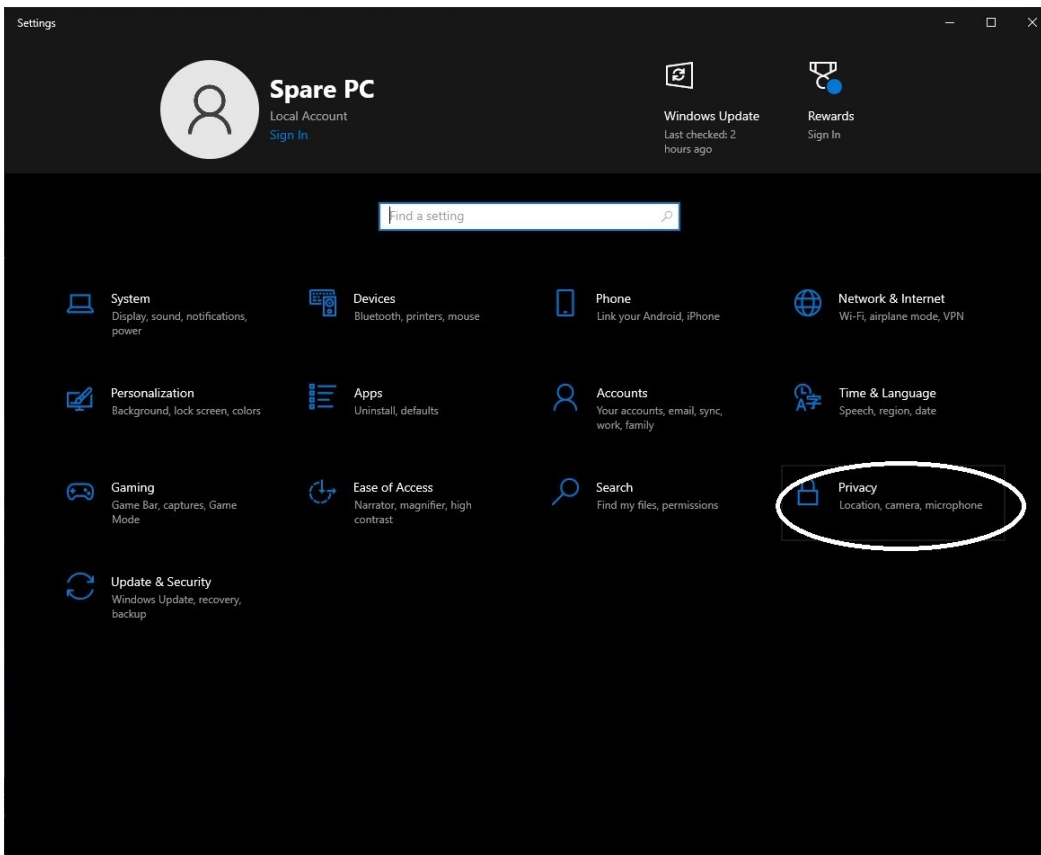 Settings
Spare PC
Local Account
Sign In
Windows Update
Last checked: 2
hours ago
Rewards
Sign In
Find a setting
System
Display, sound, notifications,
power
Devices
Bluetooth, printers, mouse
Phone
Link your Android, iPhone
Network & Internet
Wi-Fi, airplane mode, VPN
Personalization
Background, lock screen, colors
Apps
Uninstall, defaults
Accounts
Your accounts, email, sync,
work, family
Time & Language
Speech, region, date
Gaming
Game Bar, captures, Game
Mode
Ease of Access
Narrator, magnifier, high
contrast
Search
Find my files, permissions
Privacy
Location, camera, microphone
Update & Security
Windows Update, recovery,
backup